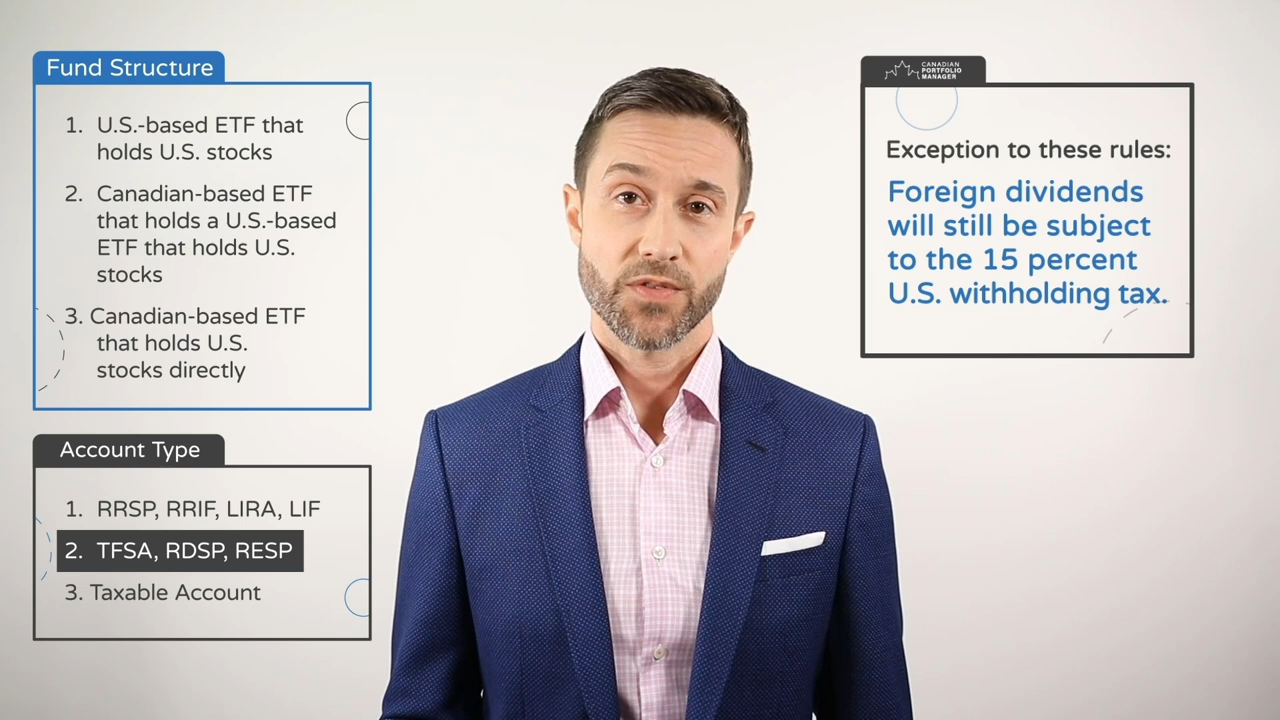 Fund Structure
1. U.S.-based ETF that
holds U.S. stocks
2. Canadian-based ETF
that holds a U.S.-based
ETF that holds U.S.
stocks
3. Canadian-based ETF
that holds U.S.
stocks directly
Account Type
1. RRSP, RRIF, LIRA, LIF
2. TFSA, RDSP, RESP
3. Taxable Account
CANADIAN
PORTFOLIO
MANAGER
Exception to these rules:
Foreign dividends
will still be subject
to the 15 percent
U.S. withholding tax.